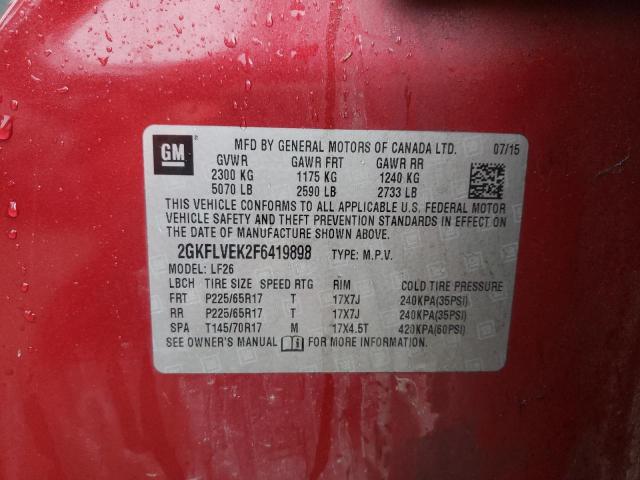 GM ® MFD BY GENERAL MOTORS OF CANADA LTD. 07/15
GVWR GAWR FRT GAWR RR
2300 KG 1175 KG 1240 KG
5070 LB 2590 LB 2733 LB
THIS VEHICLE CONFORMS TO ALL APPLICABLE U.S. FEDERAL MOTOR
VEHICLE SAFETY AND THEFT PREVENTION STANDARDS IN EFFECT ON
THE DATE OF MANUFACTURE SHOWN ABOVE.
2GKFLVEK2F6419898 TYPE: M.P.V.
MODEL: LF26
LBCH TIRE SIZE SPEED RTG RIM COLD TIRE PRESSURE
FRT P225/65R17 T 17X7J 240KPA(35PSI)
RR P225/65R17 T 17X7J 240KPA(35PSI)
SPA T145/70R17 M 17X4.5T 420KPA(60PSI)
SEE OWNER'S MANUAL FOR MORE INFORMATION.